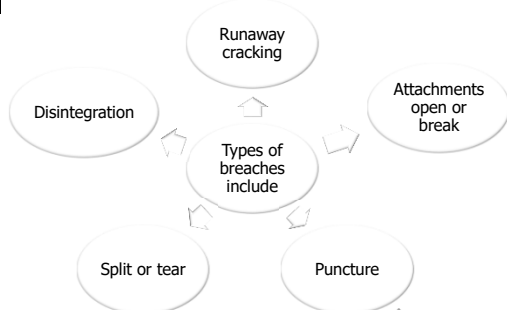 Runaway
cracking
Disintegration
Attachments
open or
break
Types of
breaches
include
Split or tear
Puncture